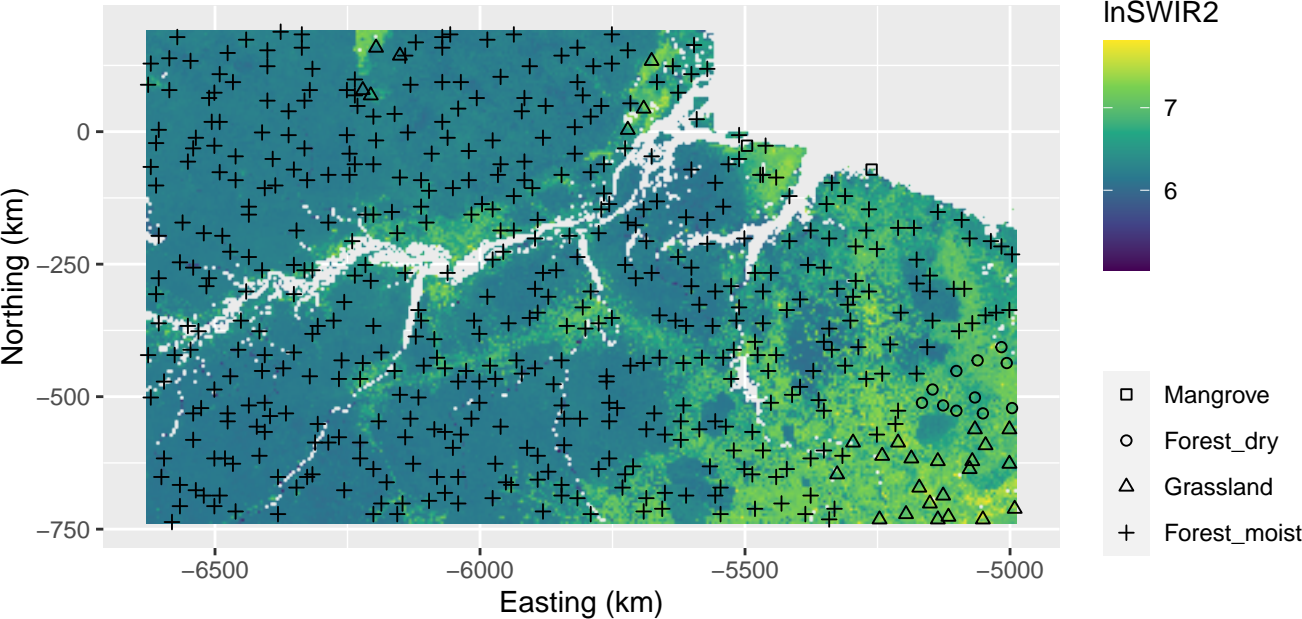 lnSWIR2
7
6
Mangrove
Forest_dry
Grassland
Forest_moist
0
−250
−500
−750
Northing (km)
−6500
−6000
−5500
−5000
Easting (km)